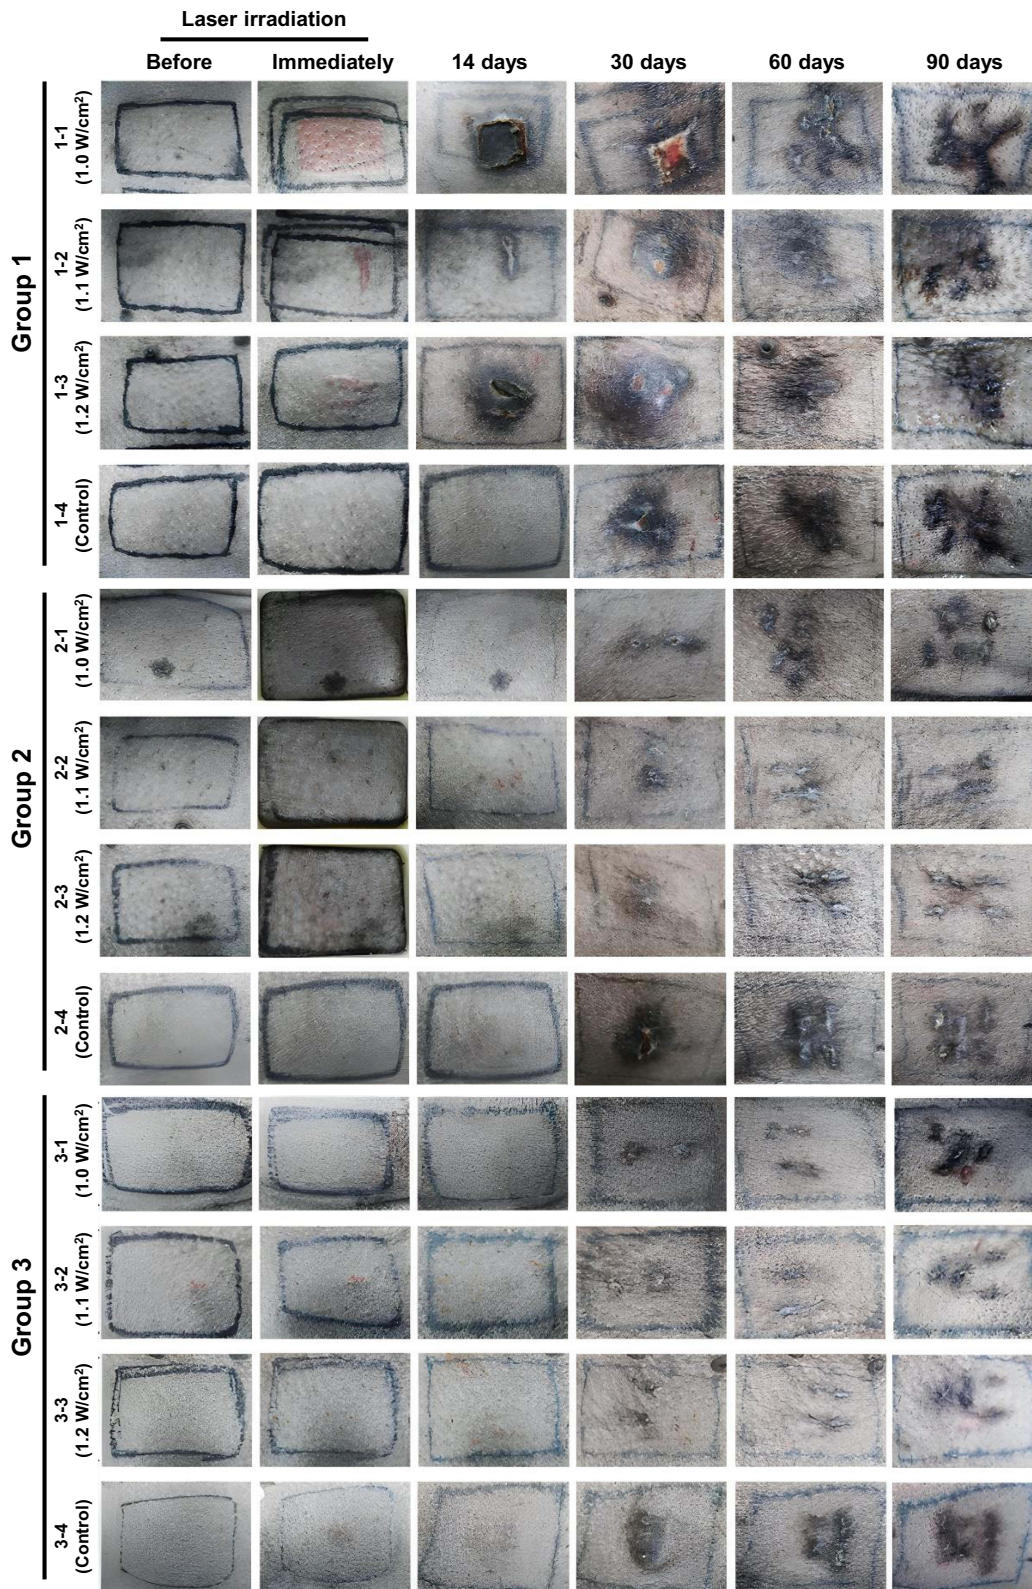 Laser irradiation
Before Immediately 14 days 30 days 60 days 90 days
Group 1
1-1
(1.0 W/cm²)
1-2
(1.1 W/cm²)
1-3
(1.2 W/cm²)
1-4
(Control)
Group 2
2-1
(1.0 W/cm²)
2-2
(1.1 W/cm²)
2-3
(1.2 W/cm²)
2-4
(Control)
Group 3
3-1
(1.0 W/cm²)
3-2
(1.1 W/cm²)
3-3
(1.2 W/cm²)
3-4
(Control)